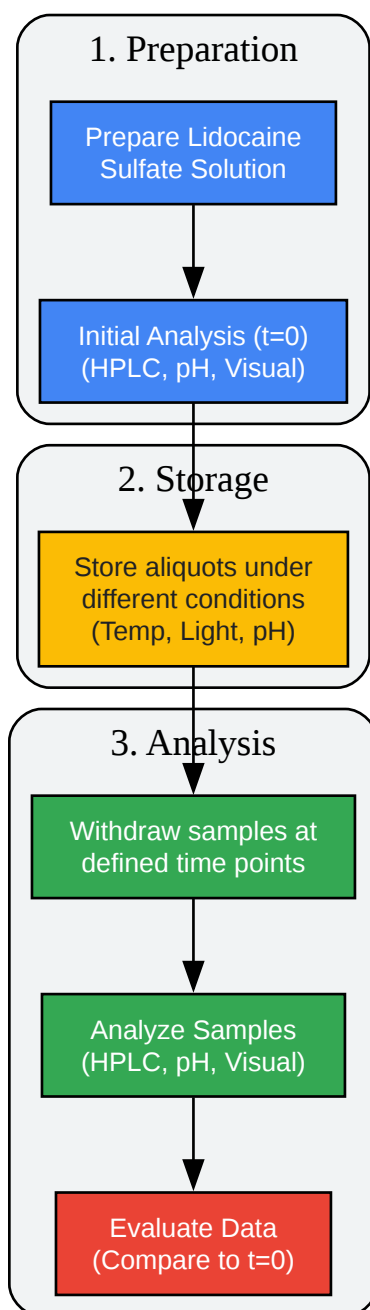 1. Preparation
Prepare Lidocaine
Sulfate Solution
Initial Analysis (t=0)
(HPLC, pH, Visual)
2. Storage
Store aliquots under
different conditions
(Temp, Light, pH)
3. Analysis
Withdraw samples at
defined time points
Analyze Samples
(HPLC, pH, Visual)
Evaluate Data
(Compare to t=0)